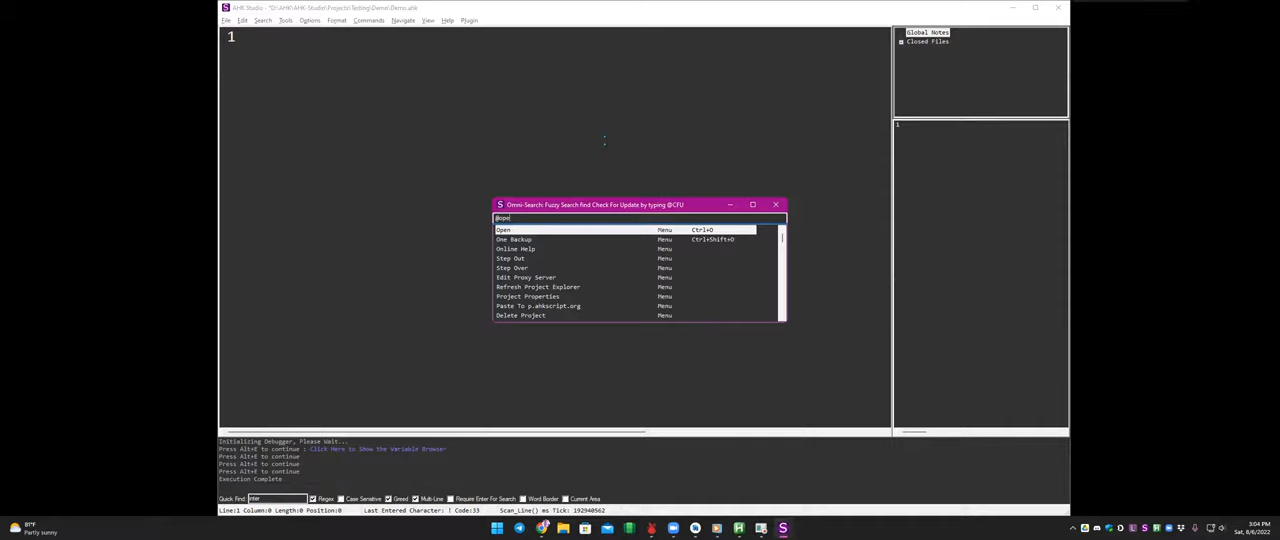 AHK Studio - "D:\AHK\AHK-Studio\Projects\Testing\Demo\Demo.ahk
File Edit Search Tools Options Format Commands Navigate View Help Plugin
1
Global Notes
Closed Files
1
Omni-Search: Fuzzy Search find Check For Update by typing @CFU
@ope
Open Menu Ctrl+O
One Backup Menu Ctrl+Shift+O
Online Help Menu
Step Out Menu
Step Over Menu
Edit Proxy Server Menu
Refresh Project Explorer Menu
Project Properties Menu
Paste To p.ahkscript.org Menu
Delete Project Menu
Initializing Debugger, Please Wait...
Press Alt+E to continue : Click Here to Show the Variable Browser
Press Alt+E to continue
Press Alt+E to continue
Press Alt+E to continue
Execution Complete
Quick Find: inter Regex Case Sensitive Greed Multi-Line Require Enter For Search Word Border Current Area
Line:1 Column:0 Length:0 Position:0 Last Entered Character: ! Code:33 Scan_Line() ms Tick: 192940562
81°F
Partly sunny
3:04 PM
Sat, 8/6/2022